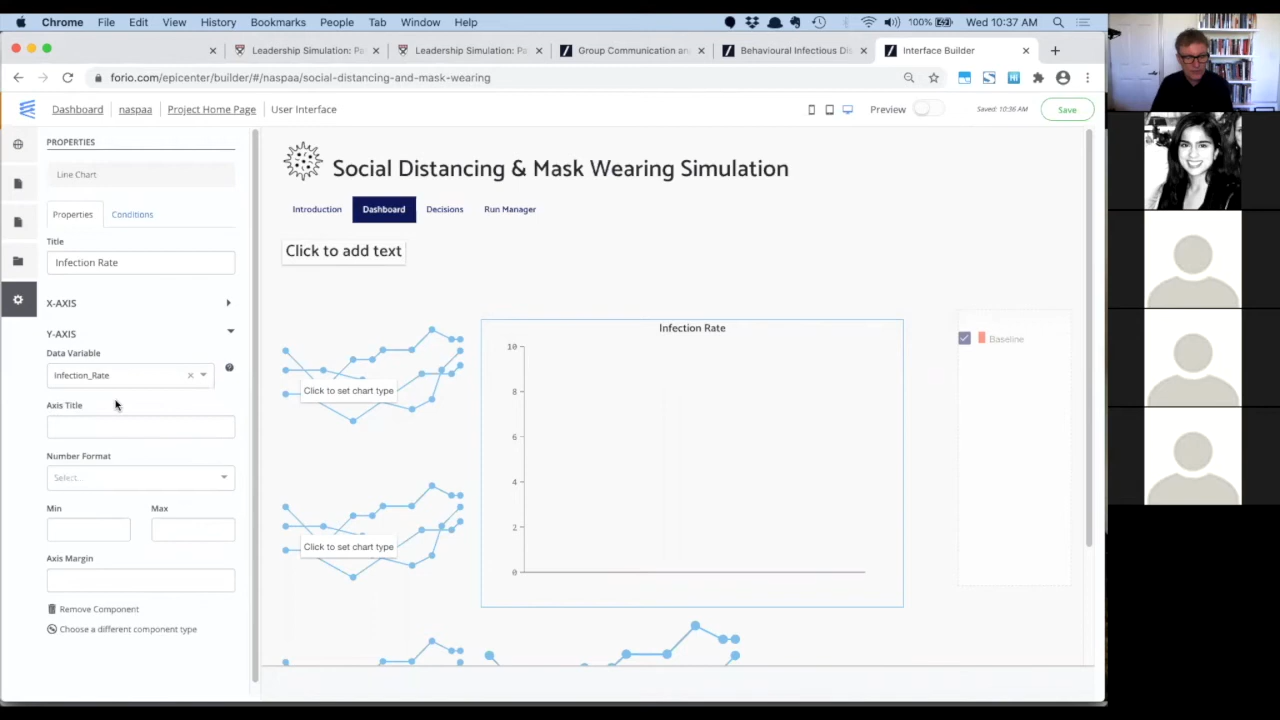 Chrome File Edit View History Bookmarks People Tab Window Help 100% Wed 10:37 AM
Leadership Simulation: Pa Leadership Simulation: Pa Group Communication an Behavioural Infectious Dis Interface Builder
forio.com/epicenter/builder/#/naspaa/social-distancing-and-mask-wearing
Dashboard naspaa Project Home Page User Interface Preview Saved: 10:36 AM Save
PROPERTIES
Line Chart
Properties Conditions
Title
Infection Rate
X-AXIS
Y-AXIS
Data Variable
Infection_Rate
Axis Title
Number Format
Select...
Min Max
Axis Margin
Remove Component
Choose a different component type
Social Distancing & Mask Wearing Simulation
Introduction Dashboard Decisions Run Manager
Click to add text
Click to set chart type
Click to set chart type
Infection Rate
10
8
6
4
2
0
Baseline